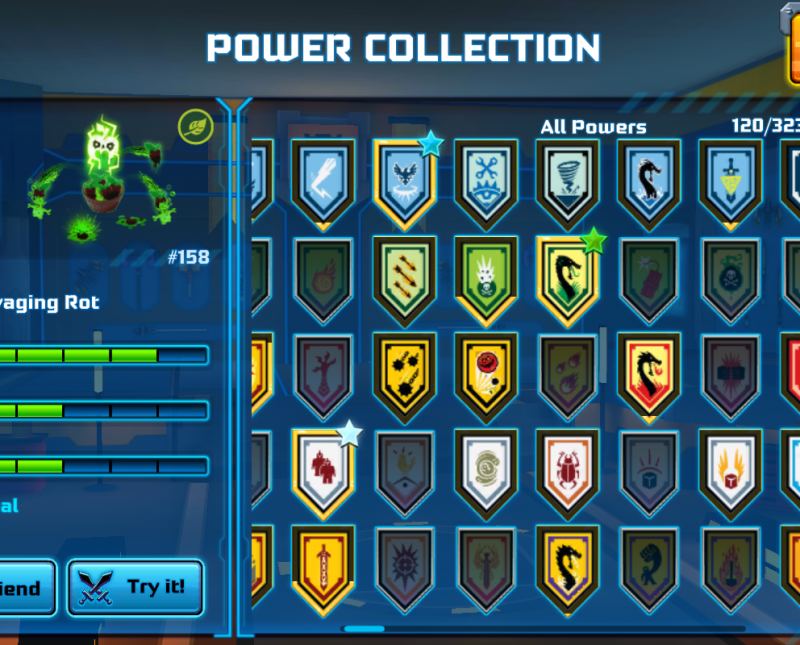 POWER COLLECTION
All Powers
120/323
#158
vaging Rot
al
iend
Try it!